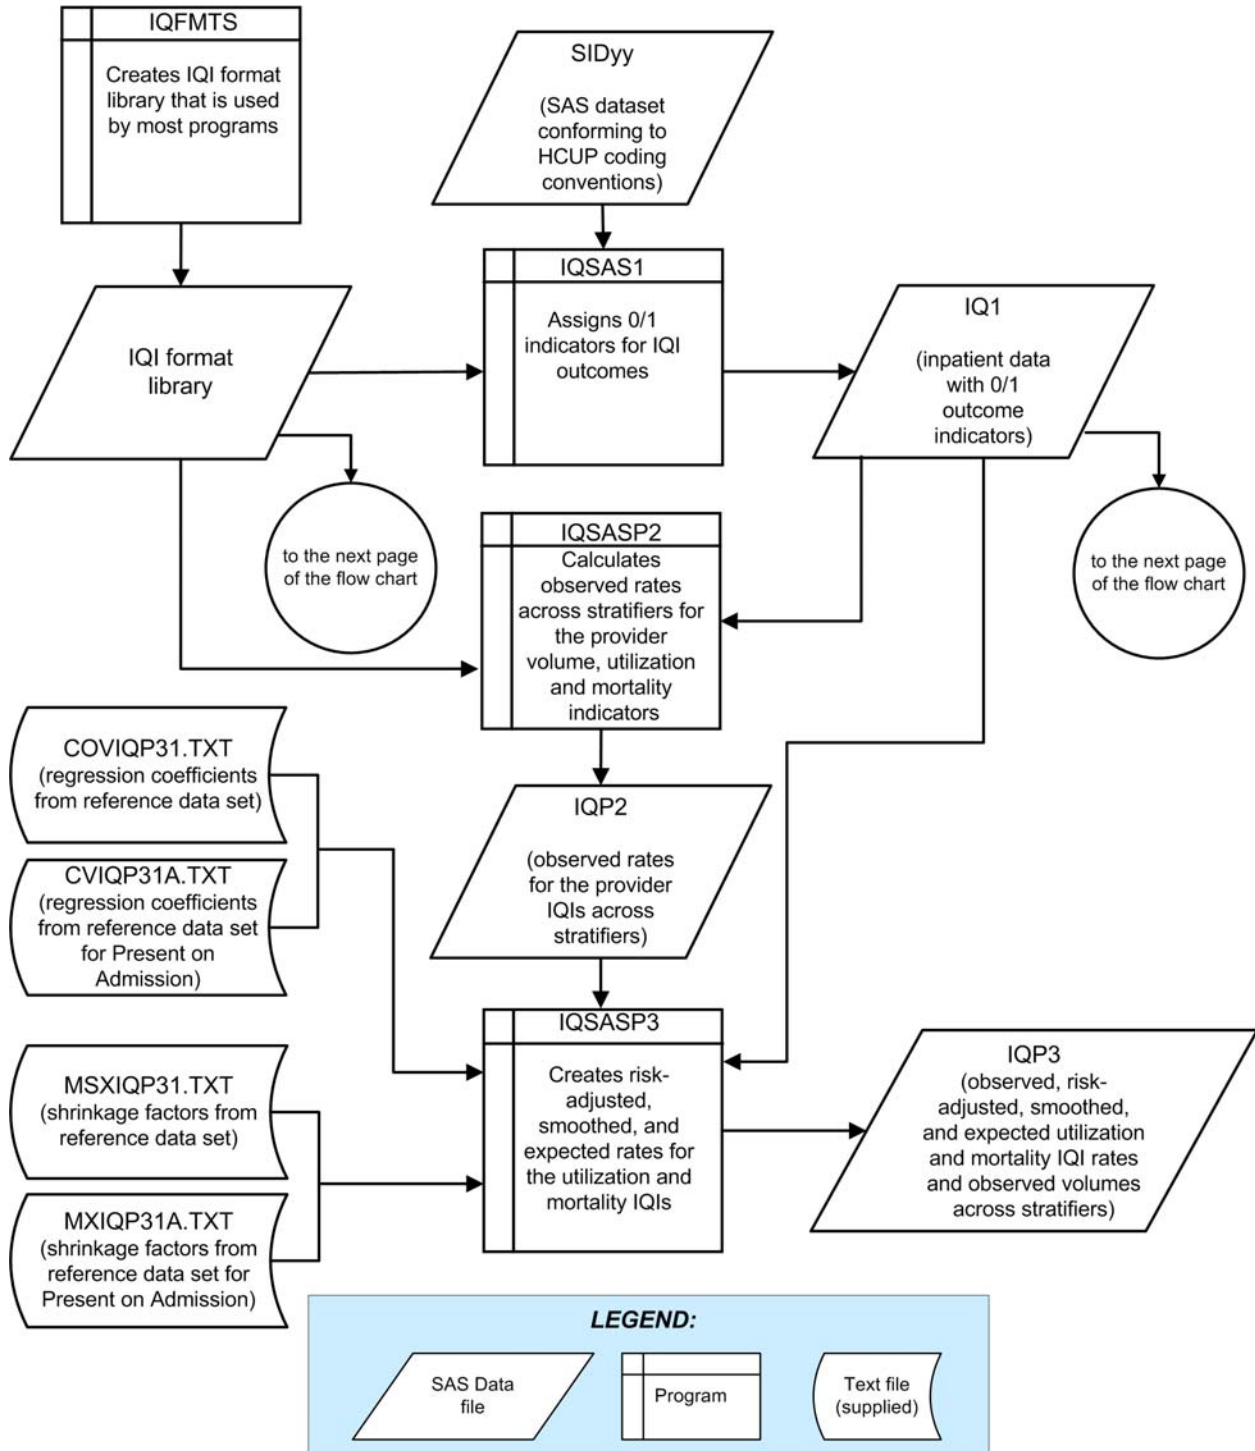 IQFMTS
Creates IQI format
library that is used
by most programs
SIDyy
(SAS dataset
conforming to
HCUP coding
conventions)
IQSAS1
Assigns 0/1
indicators for IQI
outcomes
IQI format
library
IQ1
(inpatient data
with 0/1
outcome
indicators)
to the next page
of the flow chart
IQSASP2
Calculates
observed rates
across stratifiers for
the provider
volume, utilization
and mortality
indicators
to the next page
of the flow chart
COVIQP31.TXT
(regression coefficients
from reference data set)
CVIQP31A.TXT
(regression coefficients
from reference data set
for Present on
Admission)
IQP2
(observed rates
for the provider
IQIs across
stratifiers)
MSXIQP31.TXT
(shrinkage factors from
reference data set)
MXIQP31A.TXT
(shrinkage factors from
reference data set for
Present on Admission)
IQSASP3
Creates risk-
adjusted,
smoothed, and
expected rates for
the utilization and
mortality IQIs
IQP3
(observed, risk-
adjusted, smoothed,
and expected utilization
and mortality IQI rates
and observed volumes
across stratifiers)
LEGEND:
SAS Data
file
Program
Text file
(supplied)